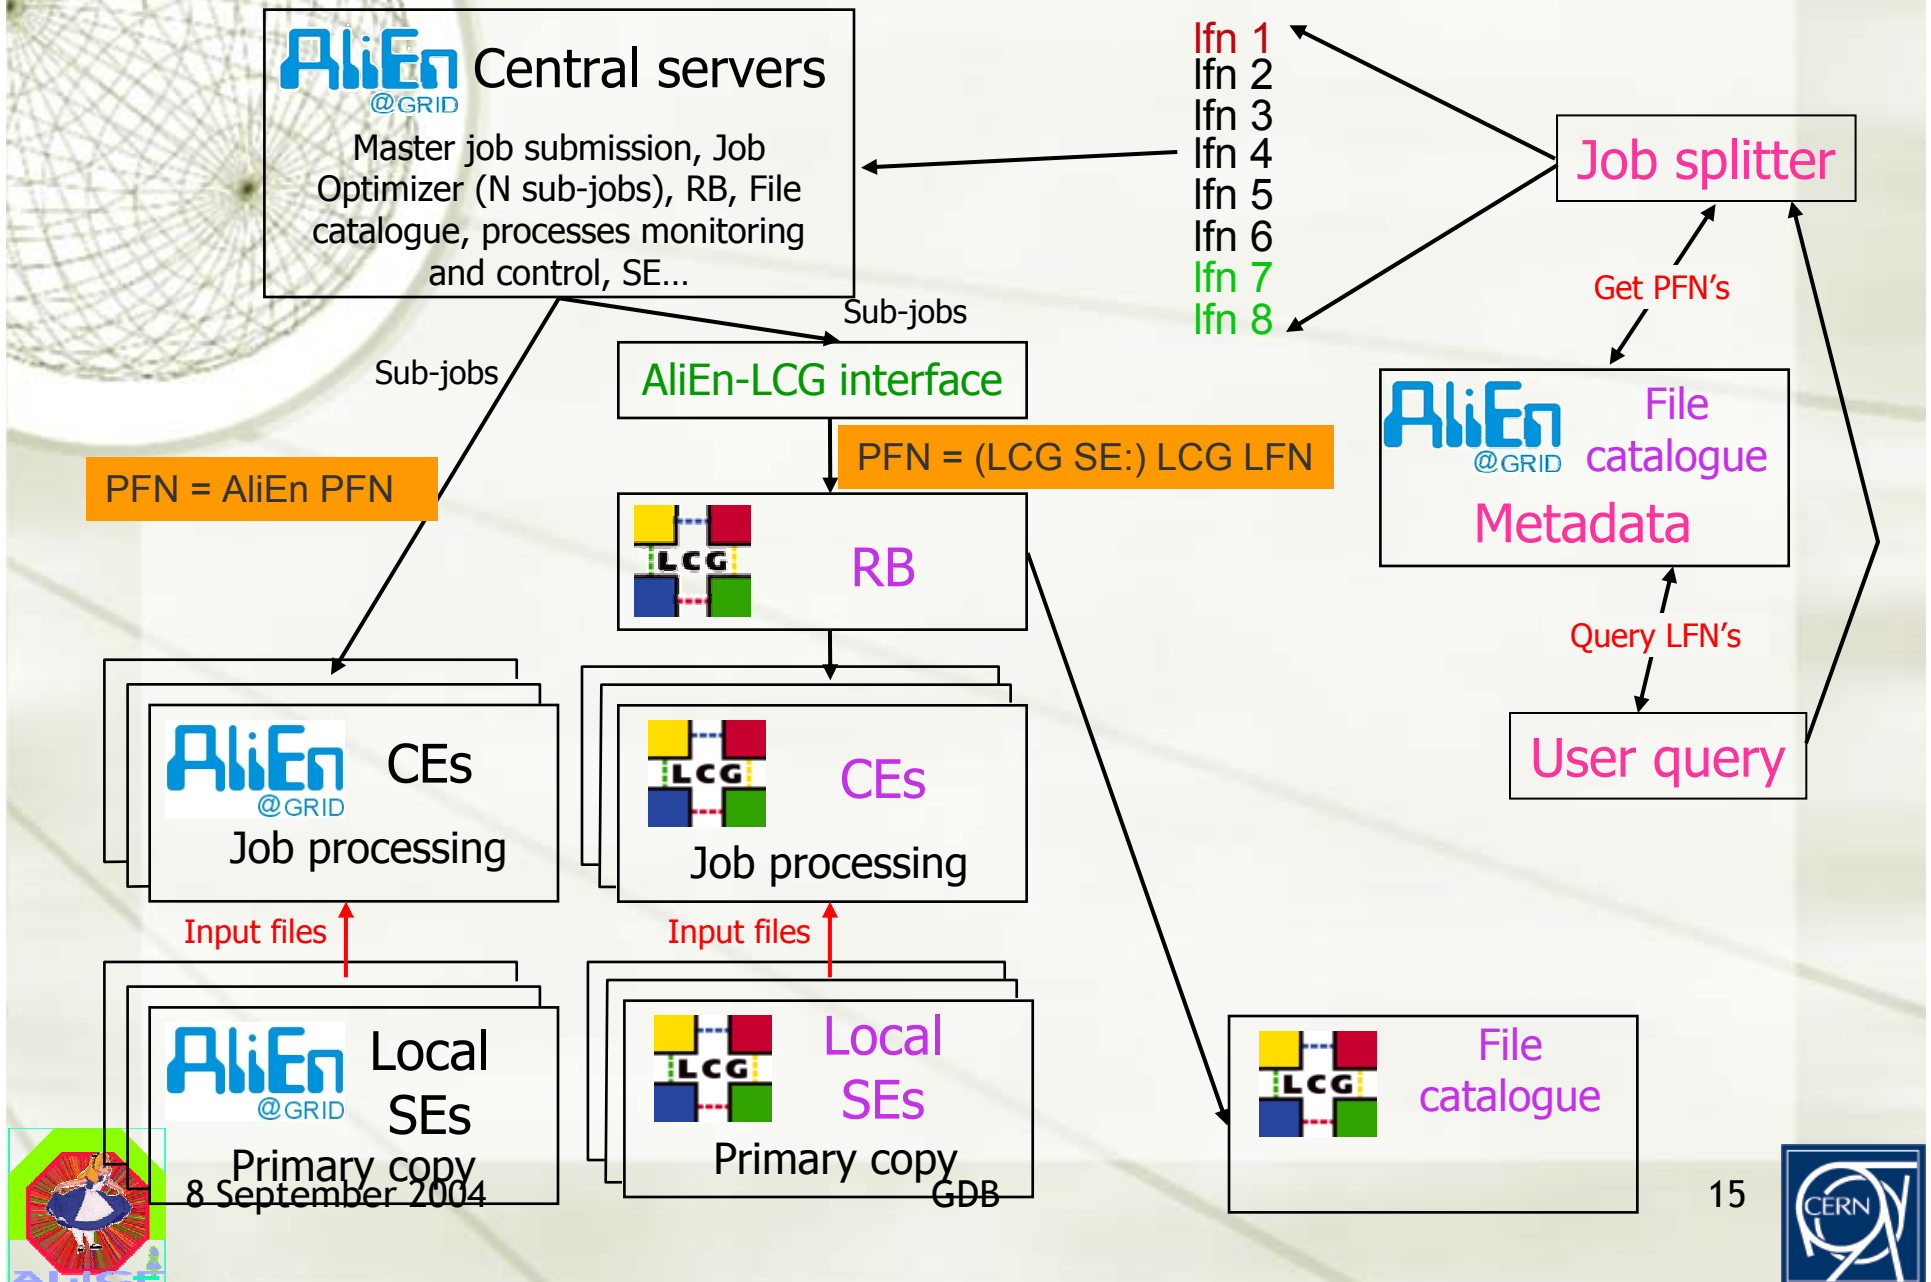 AliEn
@GRID
Central servers
Master job submission, Job
Optimizer (N sub-jobs), RB, File
catalogue, processes monitoring
and control, SE...
lfn 1
lfn 2
lfn 3
lfn 4
lfn 5
lfn 6
lfn 7
lfn 8
Job splitter
Get PFN's
AliEn
@GRID
File
catalogue
Metadata
Query LFN's
User query
Sub-jobs
Sub-jobs
AliEn-LCG interface
PFN = AliEn PFN
PFN = (LCG SE:) LCG LFN
LCG
RB
AliEn
@GRID
CEs
Job processing
LCG
CEs
Job processing
Input files
Input files
AliEn
@GRID
Local
SEs
Primary copy
LCG
Local
SEs
Primary copy
LCG
File
catalogue
ALICE
8 September 2004
GDB
15
CERN